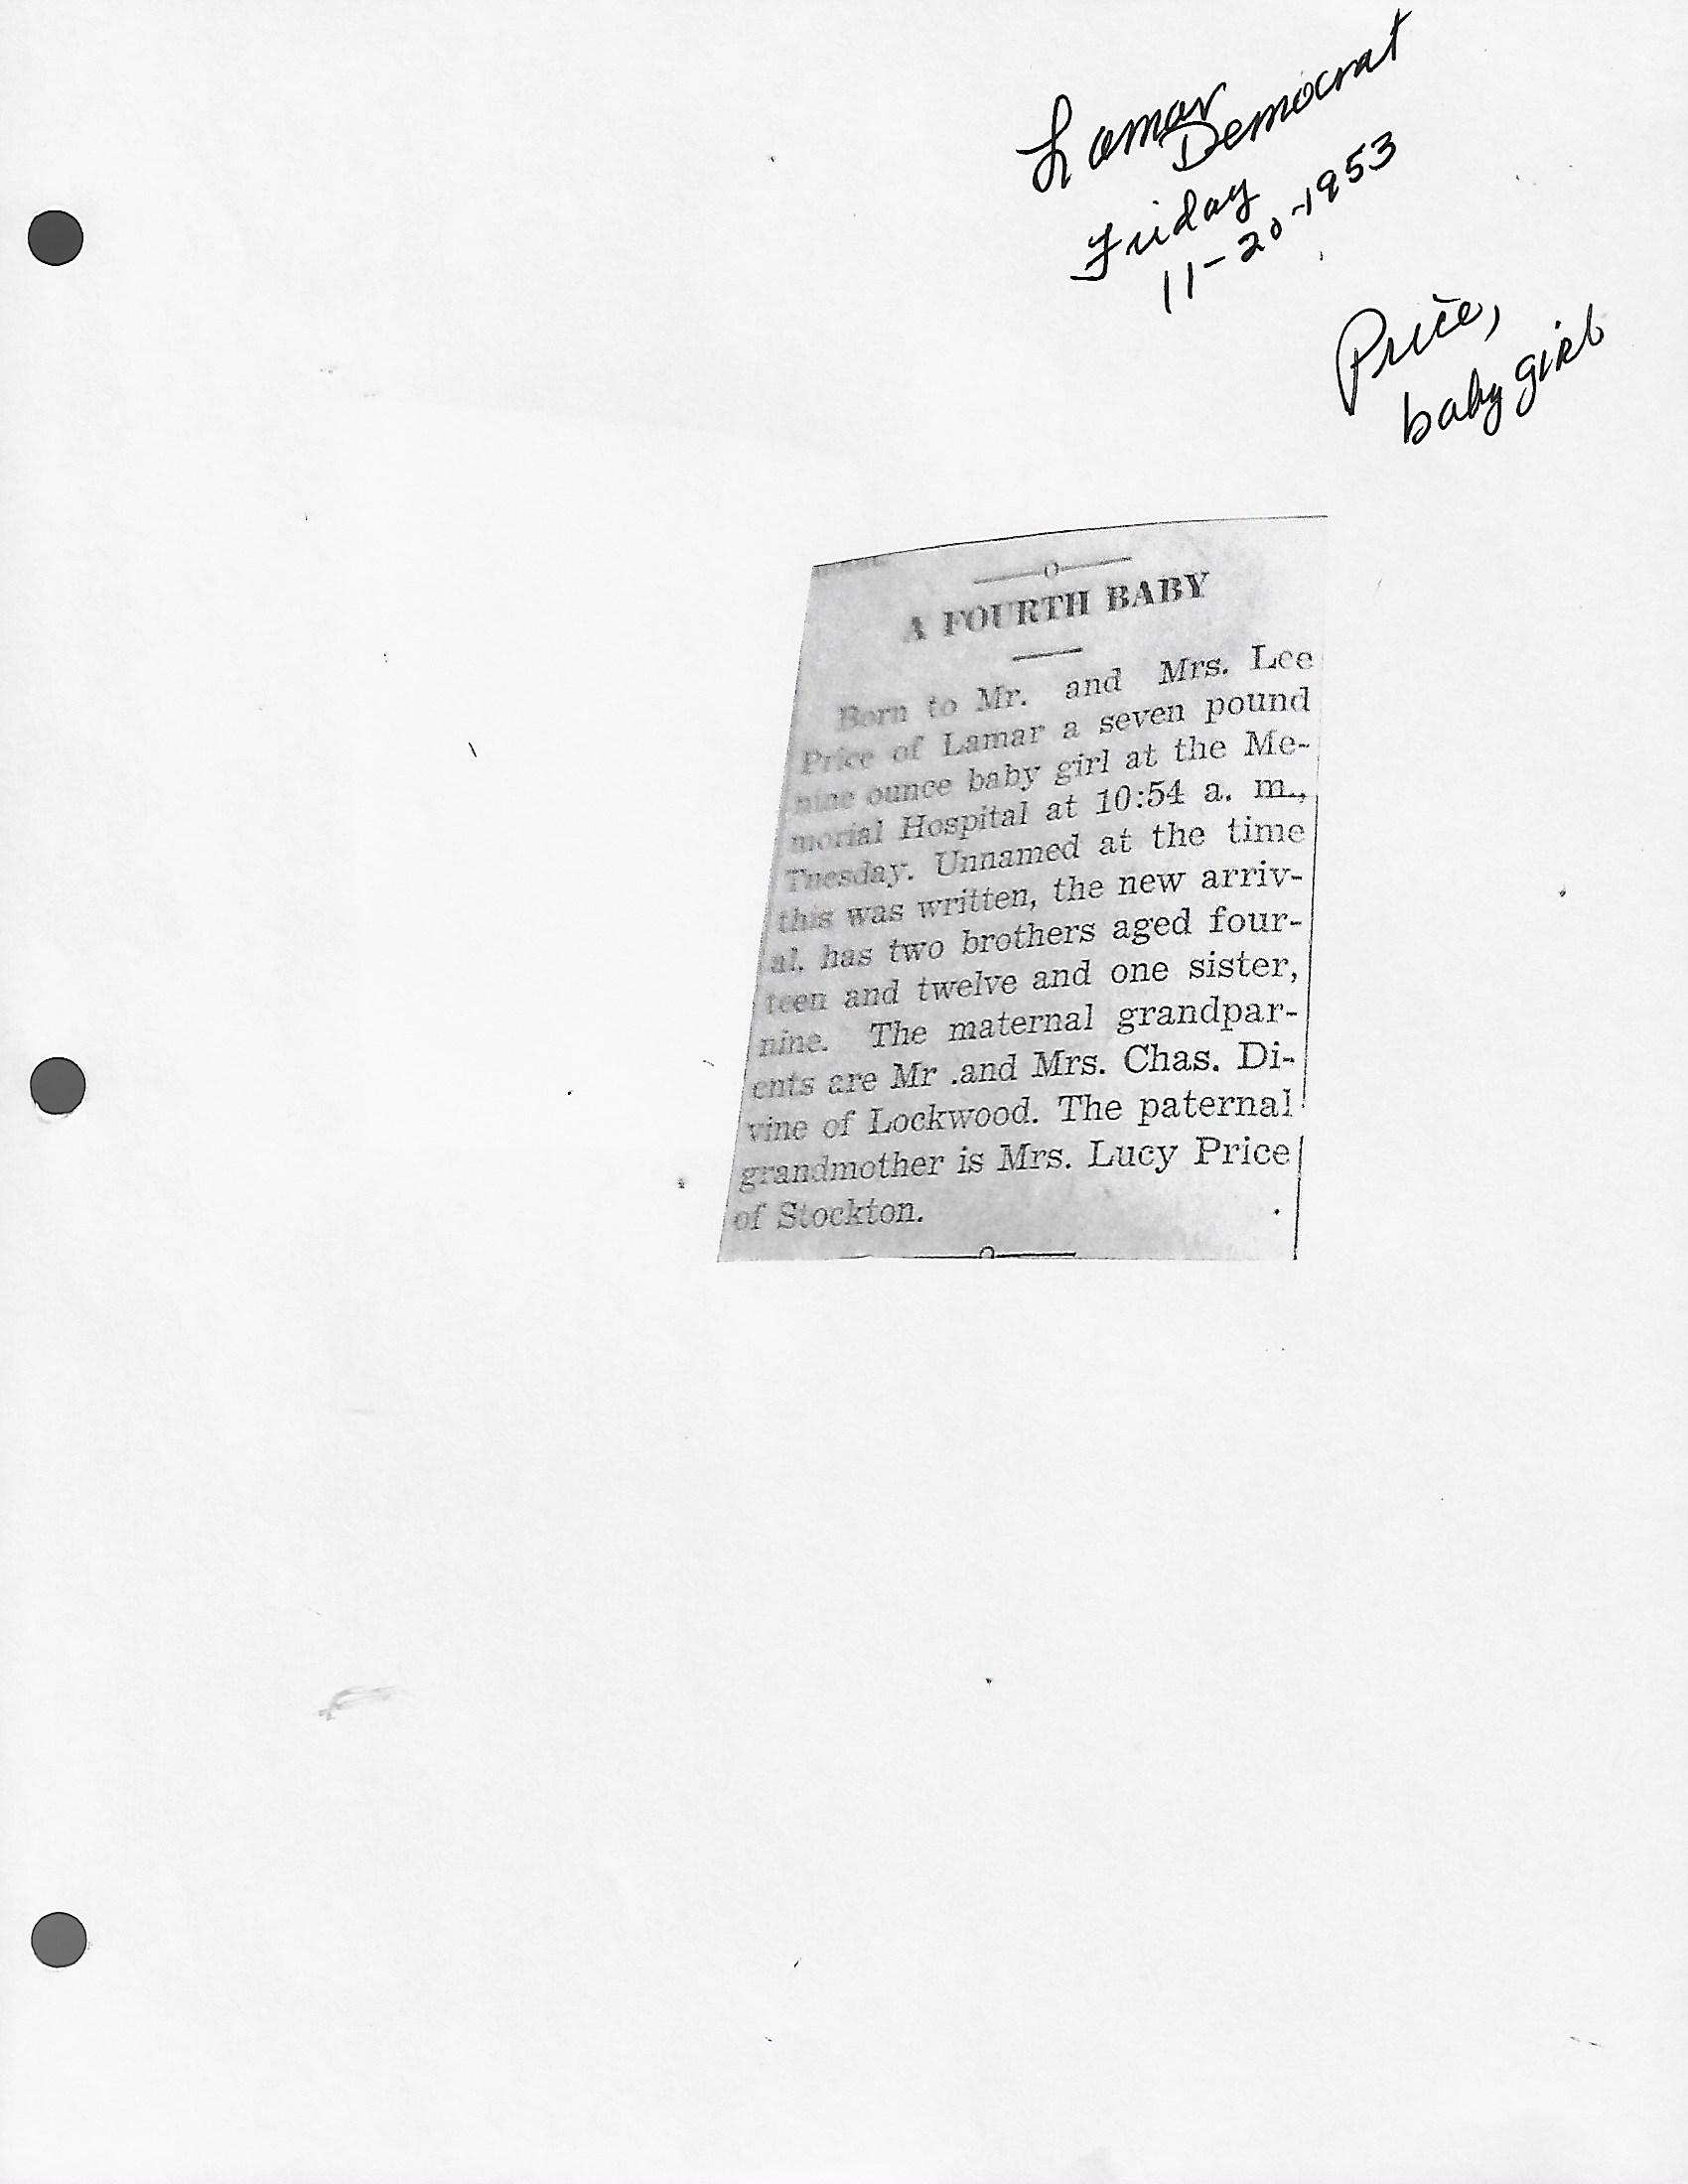 Lamar
Democrat
Friday
11-20-1953
Price,
baby girl
A FOURTH BABY
Born to Mr. and Mrs. Lee
Price of Lamar a seven pound
nine ounce baby girl at the Me-
morial Hospital at 10:54 a. m.,
Tuesday. Unnamed at the time
this was written, the new arriv-
al, has two brothers aged four-
teen and twelve and one sister,
nine. The maternal grandpar-
ents are Mr .and Mrs. Chas. Di-
vine of Lockwood. The paternal
grandmother is Mrs. Lucy Price
of Stockton.